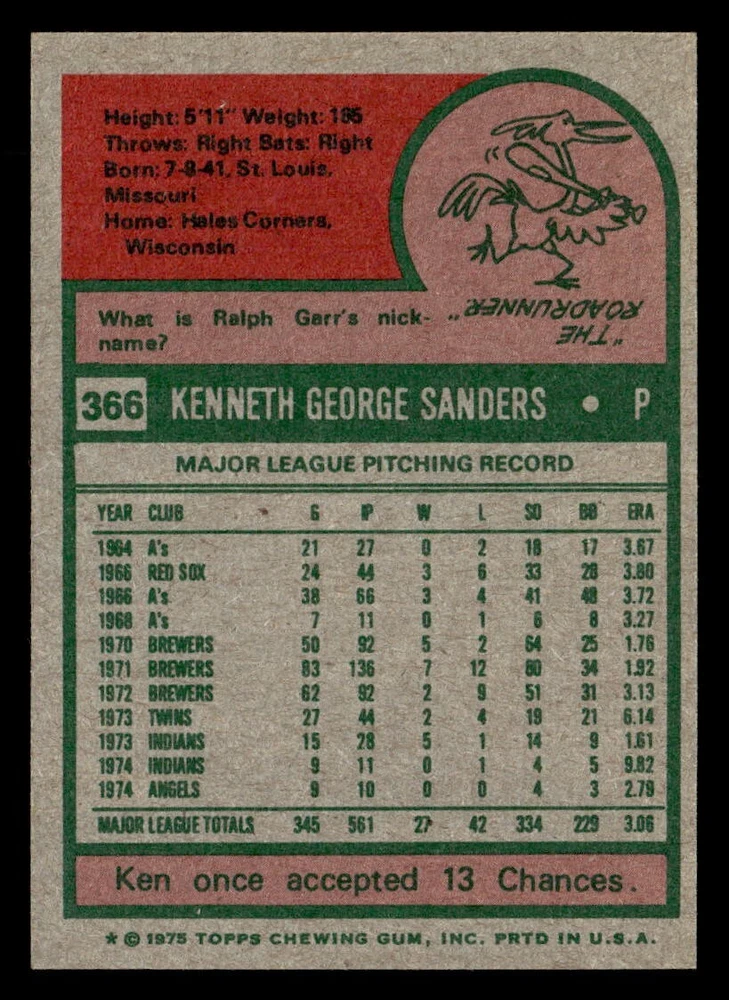 Height: 5'11" Weight: 185
Throws: Right Bats: Right
Born: 7-8-41, St. Louis,
Missouri
Home: Hales Corners,
Wisconsin
What is Ralph Garr's nick-
name?
"THE
ROADRUNNER."
366 KENNETH GEORGE SANDERS • P
MAJOR LEAGUE PITCHING RECORD
YEAR CLUB G IP W L SO BB ERA
1964 A's 21 27 0 2 18 17 3.67
1966 RED SOX 24 44 3 6 33 28 3.80
1966 A's 38 66 3 4 41 48 3.72
1968 A's 7 11 0 1 6 8 3.27
1970 BREWERS 50 92 5 2 64 25 1.76
1971 BREWERS 83 136 7 12 80 34 1.92
1972 BREWERS 62 92 2 9 51 31 3.13
1973 TWINS 27 44 2 4 19 21 6.14
1973 INDIANS 15 28 5 1 14 9 1.61
1974 INDIANS 9 11 0 1 4 5 9.82
1974 ANGELS 9 10 0 0 4 3 2.79
MAJOR LEAGUE TOTALS 345 561 27 42 334 229 3.06
Ken once accepted 13 Chances.
* © 1975 TOPPS CHEWING GUM, INC. PRTD IN U.S.A.